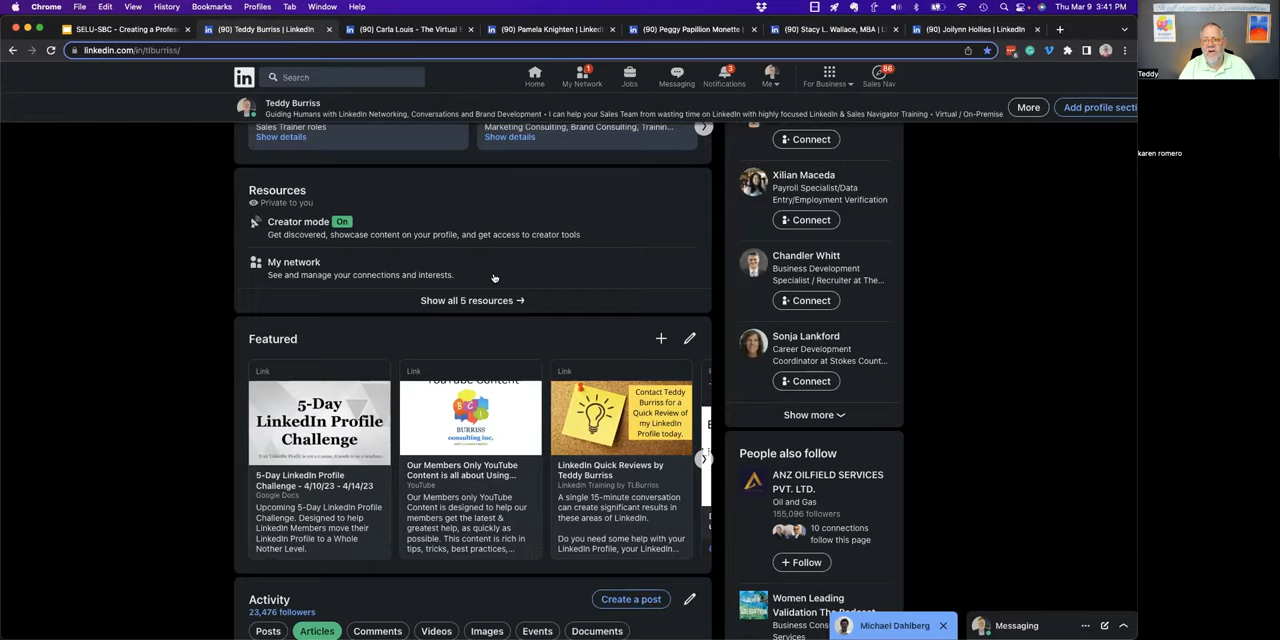 Chrome File Edit View History Bookmarks Profiles Tab Window Help
Thu Mar 9 3:41 PM
SELU-SBC - Creating a Profess
(90) Teddy Burriss | LinkedIn
(90) Carla Louis - The Virtual E
(90) Pamela Knighten | LinkedIn
(90) Peggy Papillion Monette |
(90) Stacy L. Wallace, MBA | L
(90) Joilynn Hollies | LinkedIn
linkedin.com/in/tlburriss/
in
Search
Home
1
My Network
Jobs
Messaging
3
Notifications
Me
For Business
86
Sales Nav
Teddy
Teddy Burriss
Guiding Humans with LinkedIn Networking, Conversations and Brand Development • I can help your Sales Team from wasting time on LinkedIn with highly focused LinkedIn & Sales Navigator Training • Virtual / On-Premise
More
Add profile secti
Sales Trainer roles
Show details
Marketing Consulting, Brand Consulting, Trainin...
Show details
Resources
Private to you
Creator mode On
Get discovered, showcase content on your profile, and get access to creator tools
My network
See and manage your connections and interests.
Show all 5 resources →
Featured
Link
5-Day
LinkedIn Profile
Challenge
5-Day LinkedIn Profile
Challenge - 4/10/23 - 4/14/23
Google Docs
Upcoming 5-Day LinkedIn Profile
Challenge. Designed to help
LinkedIn Members move their
LinkedIn Profile to a Whole
Nother Level.
Link
YouTube Content
BCI
BURRISS
consulting, inc.
Our Members Only YouTube
Content is all about Using...
YouTube
Our Members only YouTube
Content is designed to help our
members get the latest &
greatest help, as quickly as
possible. This content is rich in
tips, tricks, best practices,...
Link
Contact Teddy
Burriss for a
Quick Review of
my LinkedIn
Profile today.
LinkedIn Quick Reviews by
Teddy Burriss
LinkedIn Training by TLBurriss
A single 15-minute conversation
can create significant results in
these areas of LinkedIn.
Do you need some help with your
LinkedIn Profile, your LinkedIn...
Activity
23,476 followers
Create a post
Posts
Articles
Comments
Videos
Images
Events
Documents
Connect
Xilian Maceda
Payroll Specialist/Data
Entry/Employment Verification
Connect
Chandler Whitt
Business Development
Specialist / Recruiter at The...
Connect
Sonja Lankford
Career Development
Coordinator at Stokes Count...
Connect
Show more
People also follow
ANZ OILFIELD SERVICES
PVT. LTD.
Oil and Gas
155,096 followers
10 connections
follow this page
+ Follow
Women Leading
Validation The Podcast
Business Cons
Services
Michael Dahlberg
Messaging
karen romero